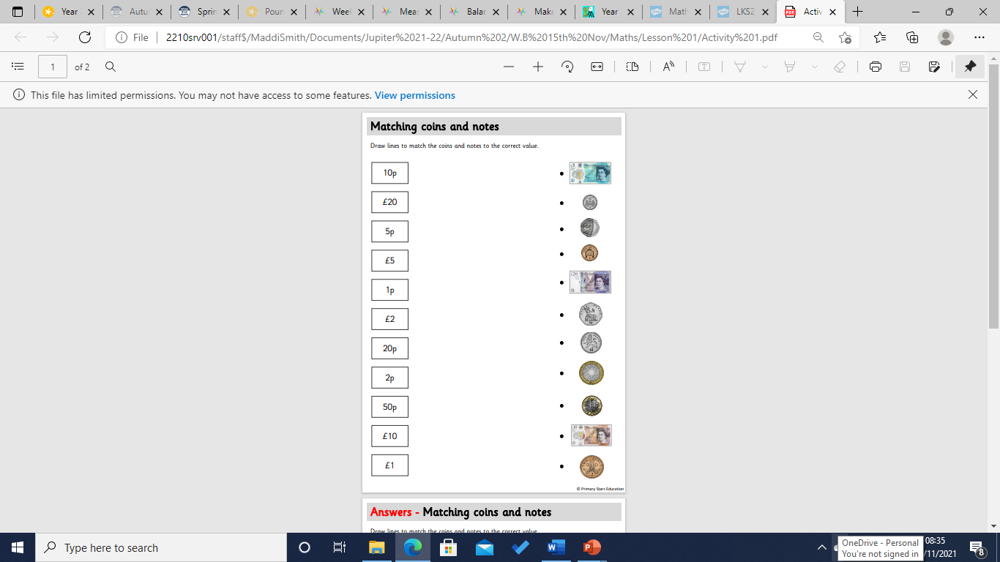 Year
Autu
Sprin
Poun
Week
Meas
Balar
Make
Year
Math
LKS2
Activ
File
2210srv001/staff$/MaddiSmith/Documents/Jupiter%2021-22/Autumn%202/W.B%2015th%20Nov/Maths/Lesson%201/Activity%201.pdf
1 of 2
This file has limited permissions. You may not have access to some features. View permissions
Matching coins and notes
Draw lines to match the coins and notes to the correct value.
10p
£20
5p
£5
1p
£2
20p
2p
50p
£10
£1
£20
© Primary Stars Education
Answers - Matching coins and notes
Draw lines to match the coins and notes to the correct value.
Type here to search
OneDrive - Personal
You're not signed in
08:35
/11/2021
8